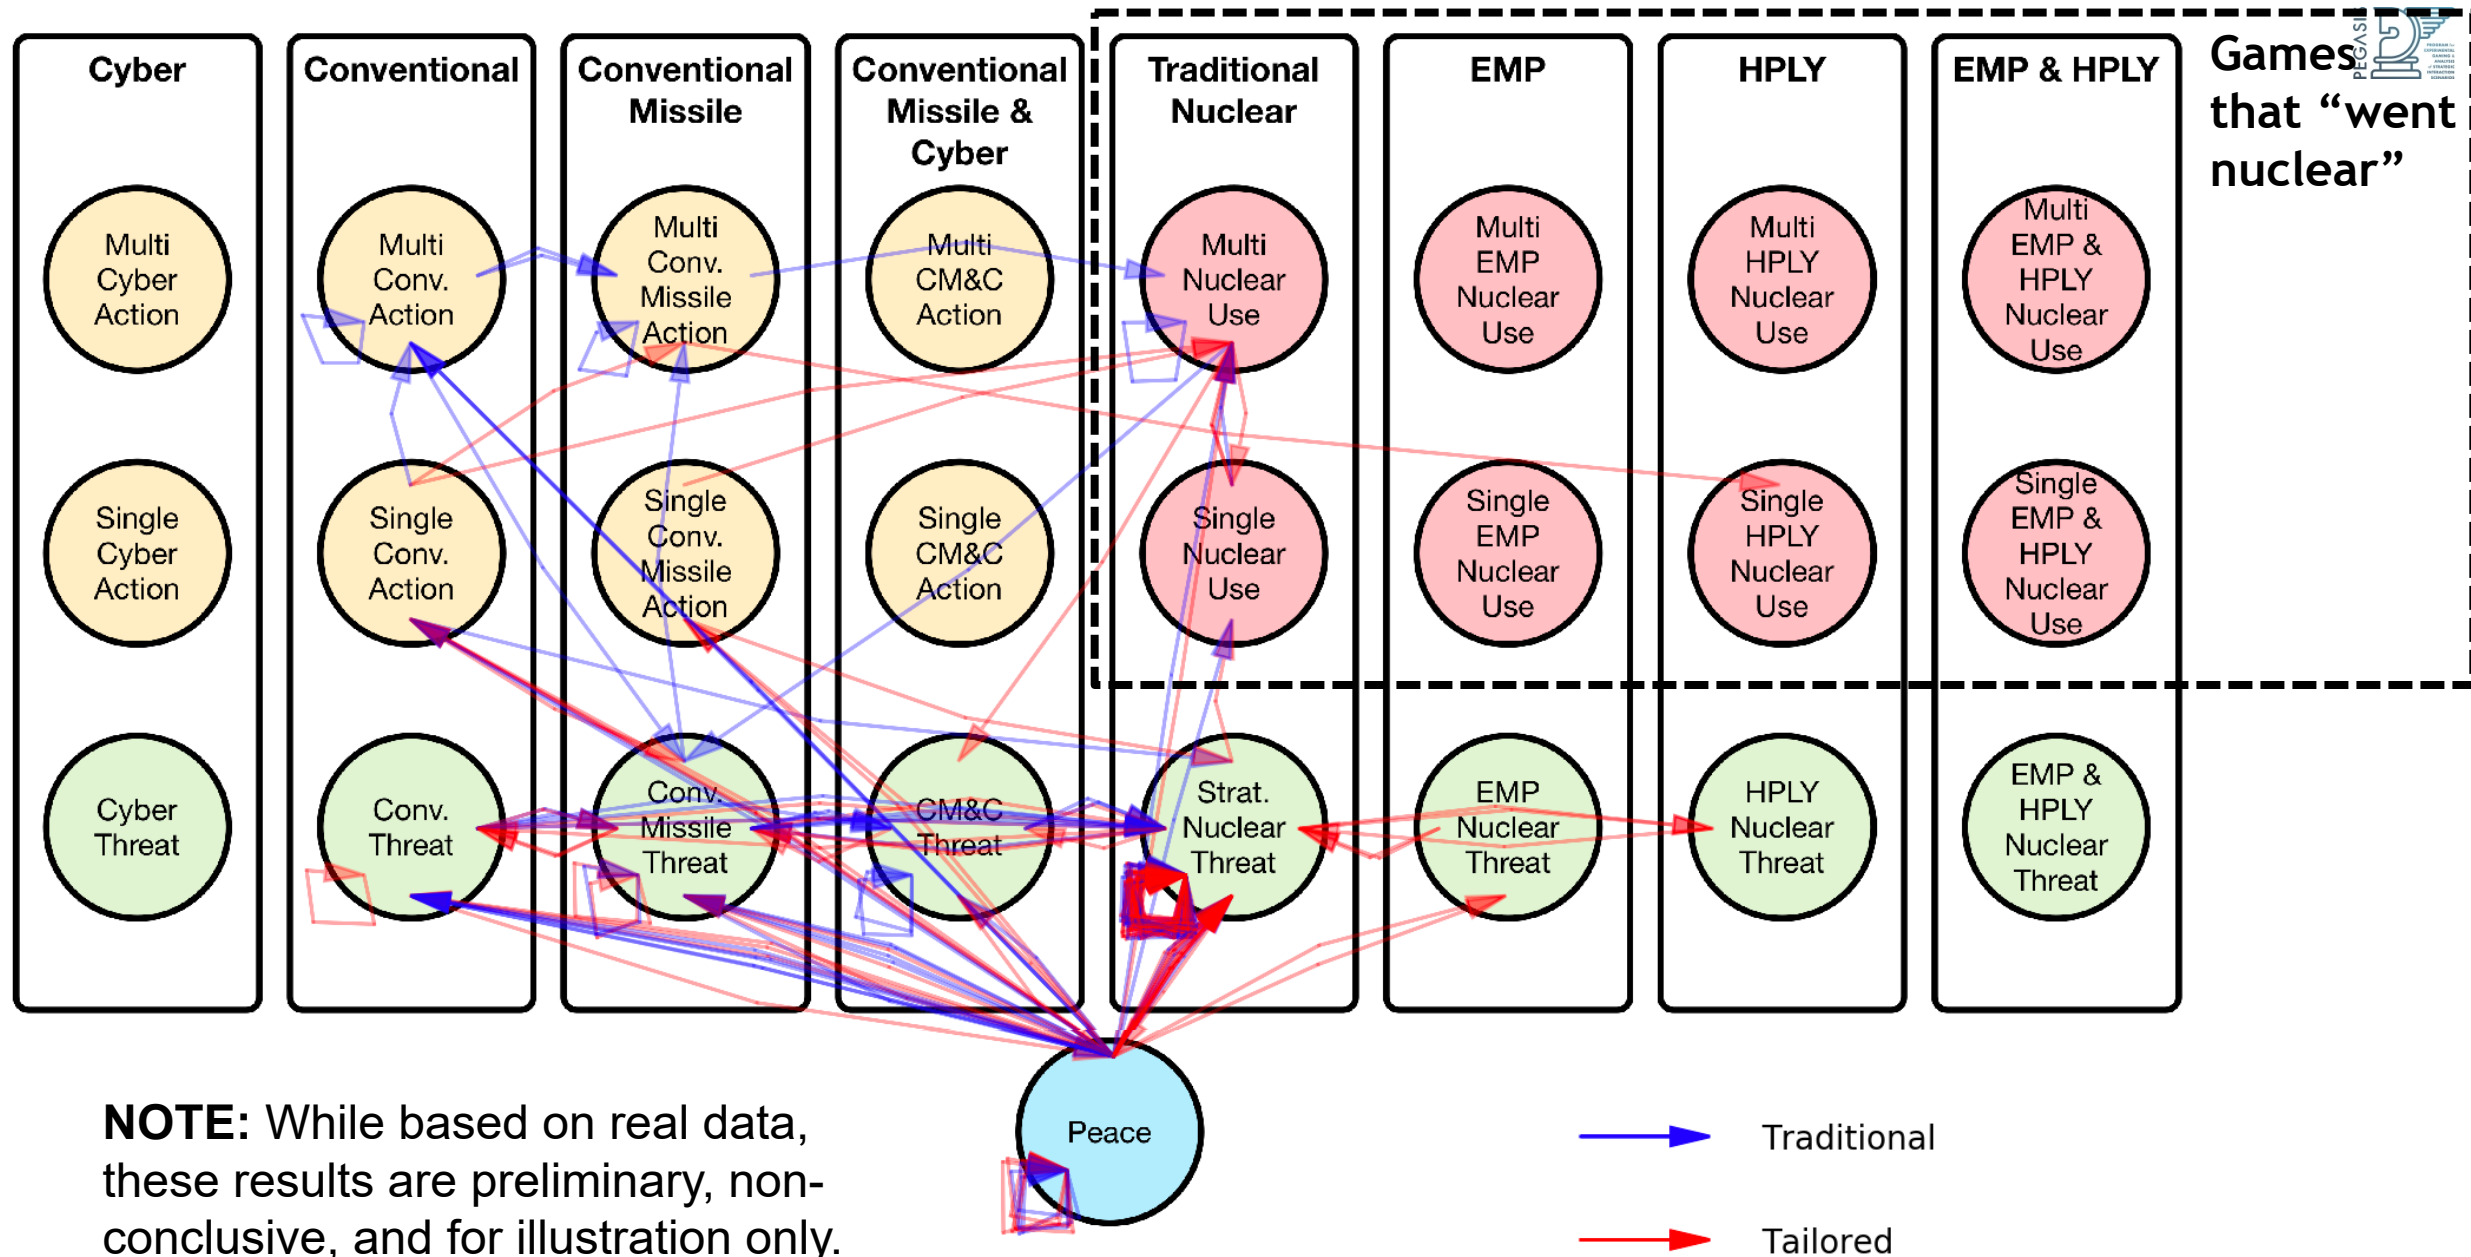 Cyber
Conventional
Conventional
Missile
Conventional
Missile &
Cyber
Traditional
Nuclear
EMP
HPLY
EMP & HPLY
Games
that “went
nuclear”
PEGASIS
Multi
Cyber
Action
Multi
Conv.
Action
Multi
Conv.
Missile
Action
Multi
CM&C
Action
Multi
Nuclear
Use
Multi
EMP
Nuclear
Use
Multi
HPLY
Nuclear
Use
Multi
EMP &
HPLY
Nuclear
Use
Single
Cyber
Action
Single
Conv.
Action
Single
Conv.
Missile
Action
Single
CM&C
Action
Single
Nuclear
Use
Single
EMP
Nuclear
Use
Single
HPLY
Nuclear
Use
Single
EMP &
HPLY
Nuclear
Use
Cyber
Threat
Conv.
Threat
Conv.
Missile
Threat
CM&C
Threat
Strat.
Nuclear
Threat
EMP
Nuclear
Threat
HPLY
Nuclear
Threat
EMP &
HPLY
Nuclear
Threat
Peace
NOTE: While based on real data,
these results are preliminary, non-
conclusive, and for illustration only.
Traditional
Tailored